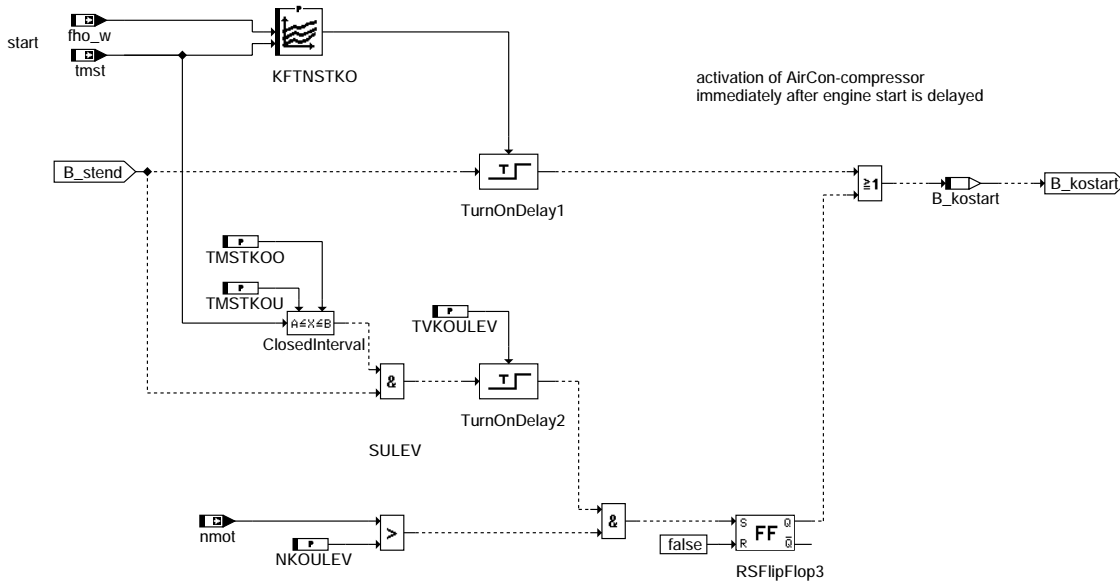 P
fho_w
start
tmst
KFTNSTKO
activation of AirCon-compressor
immediately after engine start is delayed
B_stend
T
TurnOnDelay1
≧1
B_kostart
B_kostart
P
TMSTKOO
P
TMSTKOU
A≤X≤B
ClosedInterval
P
TVKOULEV
&
T
TurnOnDelay2
SULEV
nmot
P
NKOULEV
>
&
false
S Q
FF
R Q̅
RSFlipFlop3